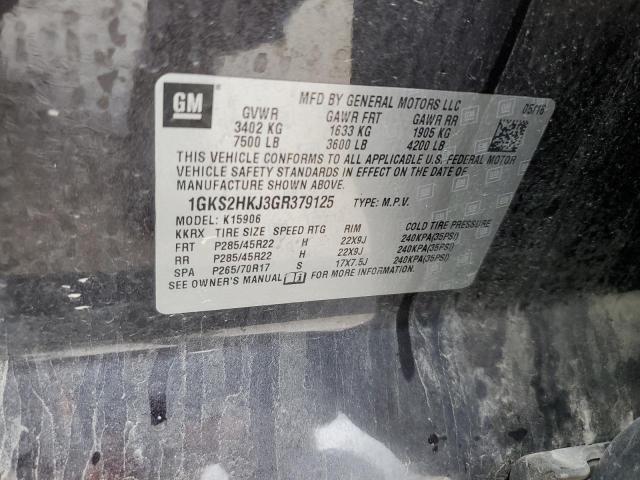 GM
MFD BY GENERAL MOTORS LLC 05/16
GVWR GAWR FRT GAWR RR
3402 KG 1633 KG 1905 KG
7500 LB 3600 LB 4200 LB
THIS VEHICLE CONFORMS TO ALL APPLICABLE U.S. FEDERAL MOTOR
VEHICLE SAFETY STANDARDS IN EFFECT ON THE DATE OF
MANUFACTURE SHOWN ABOVE.
1GKS2HKJ3GR379125 TYPE: M.P.V.
MODEL: K15906
KKRX TIRE SIZE SPEED RTG RIM COLD TIRE PRESSURE
FRT P285/45R22 H 22X9J 240KPA(35PSI)
RR P285/45R22 H 22X9J 240KPA(35PSI)
SPA P265/70R17 S 17X7.5J 240KPA(35PSI)
SEE OWNER'S MANUAL FOR MORE INFORMATION.